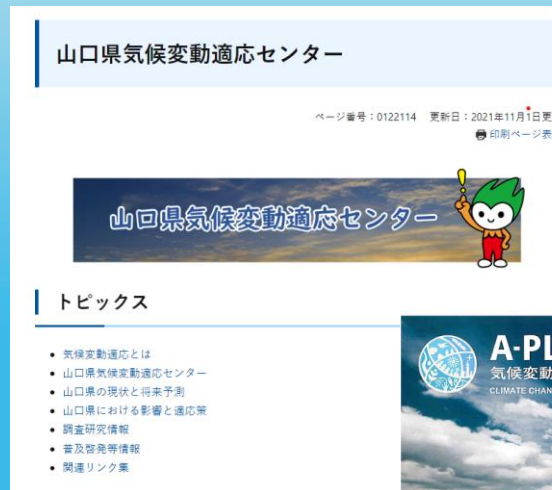 山口県気候変動適応センター
ページ番号：0122114 更新日：2021年11月1日更
印刷ページ表
山口県気候変動適応センター
トピックス
気候変動適応とは
山口県気候変動適応センター
山口県の現状と将来予測
山口県における影響と適応策
調査研究情報
普及啓発等情報
関連リンク集
A-PL
気候変動
CLIMATE CHAN